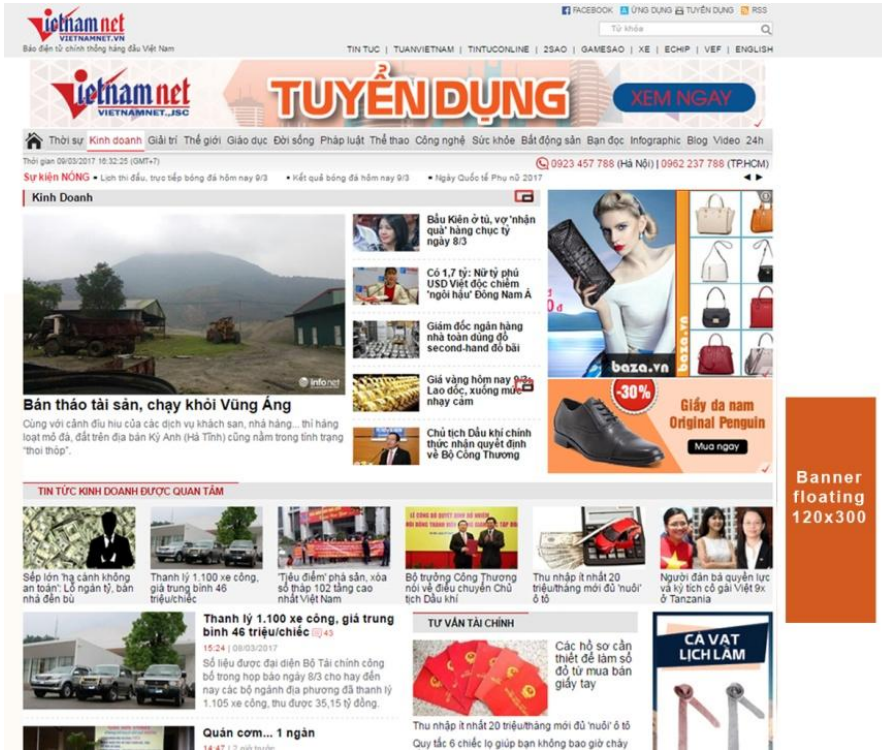 Vietnam net
VIETNAMNET.VN
Báo điện tử chính thống hàng đầu Việt Nam
FACEBOOK ỨNG DỤNG TUYỂN DỤNG RSS
Từ khóa
TIN TUC | TUANVIETNAM | TINTUCONLINE | 2SAO | GAMESAO | XE | ECHIP | VEF | ENGLISH
Vietnam net
VIETNAMNET.,JSC
TUYỂN DỤNG
XEM NGAY
Thời sự Kinh doanh Giải trí Thế giới Giáo dục Đời sống Pháp luật Thể thao Công nghệ Sức khỏe Bất động sản Bạn đọc Infographic Blog Video 24h
Thời gian 09/03/2017 16:32:25 (GMT+7)
0923 457 788 (Hà Nội) | 0962 237 788 (TP.HCM)
Sự kiện NÓNG • Lịch thi đấu, trực tiếp bóng đá hôm nay 9/3 • Kết quả bóng đá hôm nay 9/3 • Ngày Quốc tế Phụ nữ 2017
Kinh Doanh
infonet
Bán tháo tài sản, chạy khỏi Vũng Áng
Cùng với cảnh đìu hiu của các dịch vụ khách sạn, nhà hàng... thì hàng
loạt mỏ đá, đất trên địa bàn Kỳ Anh (Hà Tĩnh) cũng nằm trong tình trạng
"thoi thóp".
Bầu Kiên ở tù, vợ 'nhận
quà' hàng chục tỷ
ngày 8/3
Có 1,7 tỷ: Nữ tỷ phú
USD Việt độc chiếm
'ngôi hậu' Đông Nam Á
Giám đốc ngân hàng
nhà toàn dùng đồ
second-hand đồ bãi
Giá vàng hôm nay 9/3:
Lao dốc, xuống mức
nhạy cảm
Chủ tịch Dầu khí chính
thức nhận quyết định
về Bộ Công Thương
baza.vn
baza.vn
-30%
Giấy da nam
Original Penguin
Mua ngay
Banner
floating
120x300
TIN TỨC KINH DOANH ĐƯỢC QUAN TÂM
Sếp lớn 'hạ cánh không
an toàn': Lỗ ngàn tỷ, bán
nhà đền bù
Thanh lý 1.100 xe công,
giá trung bình 46
triệu/chiếc
'Tiêu điểm' phá sản, xóa
sổ tháp 102 tầng cao
nhất Việt Nam
Bộ trưởng Công Thương
nói về điều chuyển Chủ
tịch Dầu khí
Thu nhập ít nhất 20
triệu/tháng mới đủ 'nuôi'
ô tô
Người đàn bà quyền lực
và kỳ tích cô gái Việt 9x
ở Tanzania
Thanh lý 1.100 xe công, giá trung
bình 46 triệu/chiếc 43
15:24 | 08/03/2017
Số liệu được đại diện Bộ Tài chính công
bố trong họp báo ngày 8/3 cho hay đến
nay các bộ ngành địa phương đã thanh lý
1.105 xe công, thu được 35,15 tỷ đồng.
Quán cơm... 1 ngàn
14:47 | 2 giờ trước
TƯ VẤN TÀI CHÍNH
Các hồ sơ cần
thiết để làm sổ
đỏ từ mua bán
giấy tay
Thu nhập ít nhất 20 triệu/tháng mới đủ 'nuôi' ô tô
Quy tắc 6 chiếc lọ giúp bạn không bao giờ cháy
CÀ VẠT
LỊCH LÃM